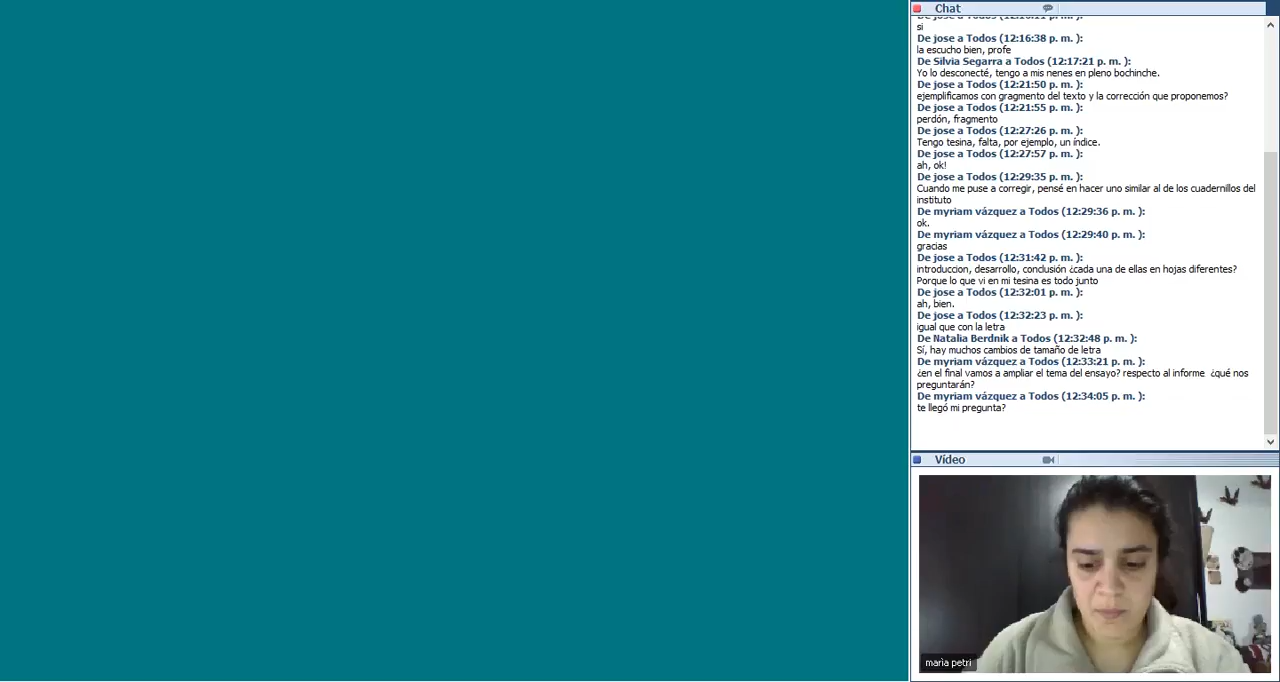 Chat
De jose a Todos (12:16:11 p. m. ):
si
De jose a Todos (12:16:38 p. m. ):
la escucho bien, profe
De Silvia Segarra a Todos (12:17:21 p. m. ):
Yo lo desconecté, tengo a mis nenes en pleno bochinche.
De jose a Todos (12:21:50 p. m. ):
ejemplificamos con gragmento del texto y la corrección que proponemos?
De jose a Todos (12:21:55 p. m. ):
perdón, fragmento
De jose a Todos (12:27:26 p. m. ):
Tengo tesina, falta, por ejemplo, un índice.
De jose a Todos (12:27:57 p. m. ):
ah, ok!
De jose a Todos (12:29:35 p. m. ):
Cuando me puse a corregir, pensé en hacer uno similar al de los cuadernillos del
instituto
De myriam vázquez a Todos (12:29:36 p. m. ):
ok.
De myriam vázquez a Todos (12:29:40 p. m. ):
gracias
De jose a Todos (12:31:42 p. m. ):
introduccion, desarrollo, conclusión ¿cada una de ellas en hojas diferentes?
Porque lo que vi en mi tesina es todo junto
De jose a Todos (12:32:01 p. m. ):
ah, bien.
De jose a Todos (12:32:23 p. m. ):
igual que con la letra
De Natalia Berdnik a Todos (12:32:48 p. m. ):
Sí, hay muchos cambios de tamaño de letra
De myriam vázquez a Todos (12:33:21 p. m. ):
¿en el final vamos a ampliar el tema del ensayo? respecto al informe ¿qué nos
preguntarán?
De myriam vázquez a Todos (12:34:05 p. m. ):
te llegó mi pregunta?
Vídeo
marìa petri